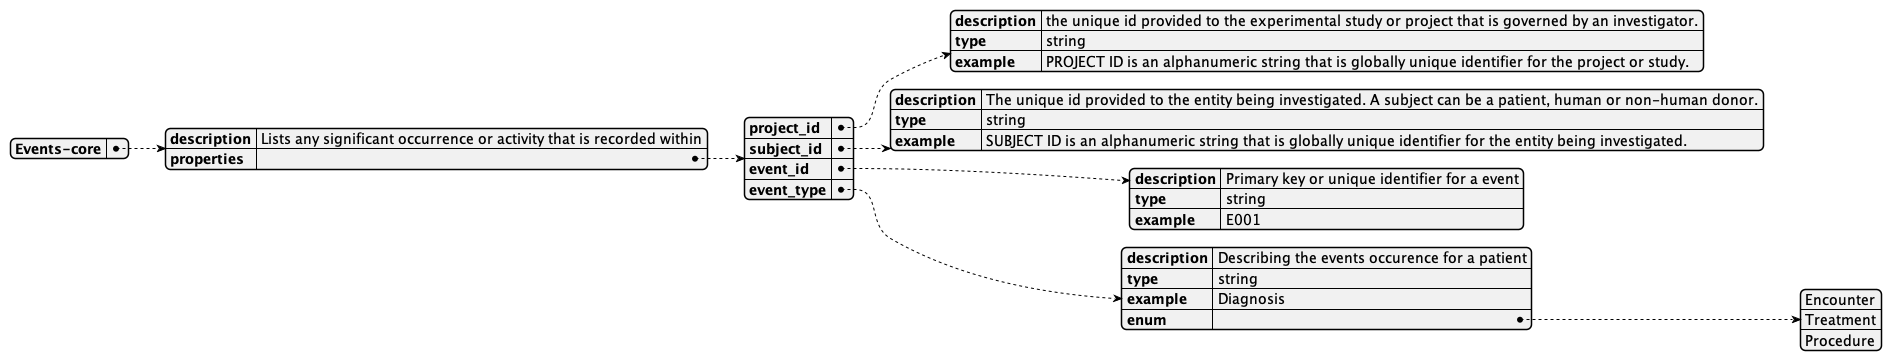 Events-core
description Lists any significant occurrence or activity that is recorded within
properties
project_id
subject_id
event_id
event_type
description the unique id provided to the experimental study or project that is governed by an investigator.
type string
example PROJECT ID is an alphanumeric string that is globally unique identifier for the project or study.
description The unique id provided to the entity being investigated. A subject can be a patient, human or non-human donor.
type string
example SUBJECT ID is an alphanumeric string that is globally unique identifier for the entity being investigated.
description Primary key or unique identifier for a event
type string
example E001
description Describing the events occurence for a patient
type string
example Diagnosis
enum
Encounter
Treatment
Procedure